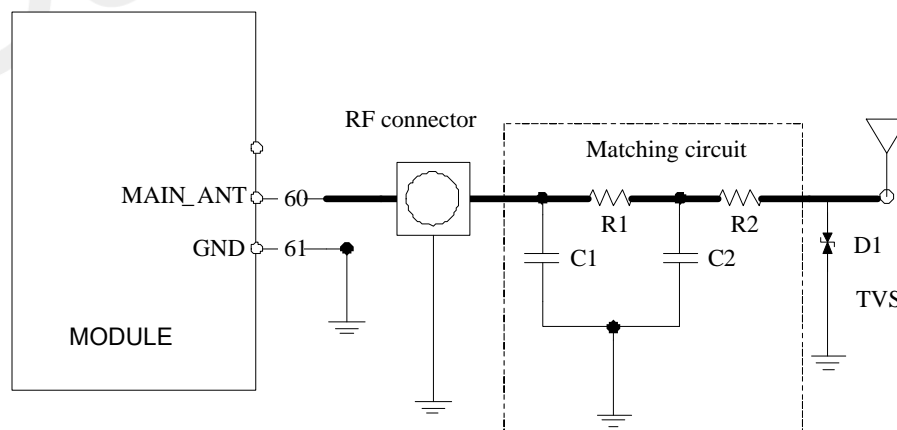 RF connector
Matching circuit
MAIN_ANT
60
R1
R2
GND
61
C1
C2
D1
TVS
MODULE